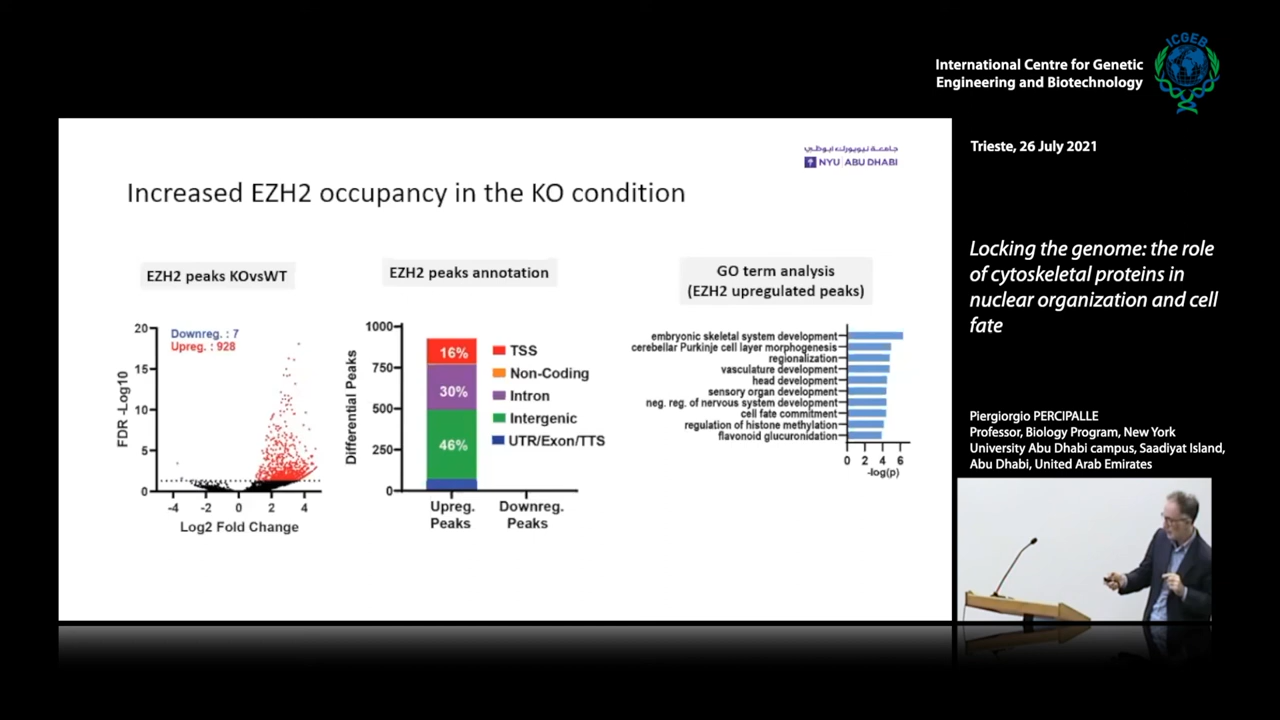 ICGEB
International Centre for Genetic
Engineering and Biotechnology
Trieste, 26 July 2021
جامعة نيويورك أبوظبي
NYU | ABU DHABI
Increased EZH2 occupancy in the KO condition
EZH2 peaks KOvsWT
Downreg. : 7
Upreg. : 928
20
15
10
5
0
FDR -Log10
-4 -2 0 2 4
Log2 Fold Change
EZH2 peaks annotation
1000
750
500
250
0
Differential Peaks
16%
30%
46%
TSS
Non-Coding
Intron
Intergenic
UTR/Exon/TTS
Upreg. Downreg.
Peaks Peaks
GO term analysis
(EZH2 upregulated peaks)
embryonic skeletal system development
cerebellar Purkinje cell layer morphogenesis
regionalization
vasculature development
head development
sensory organ development
neg. reg. of nervous system development
cell fate commitment
regulation of histone methylation
flavonoid glucuronidation
0 2 4 6
-log(p)
Locking the genome: the role
of cytoskeletal proteins in
nuclear organization and cell
fate
Piergiorgio PERCIPALLE
Professor, Biology Program, New York
University Abu Dhabi campus, Saadiyat Island,
Abu Dhabi, United Arab Emirates